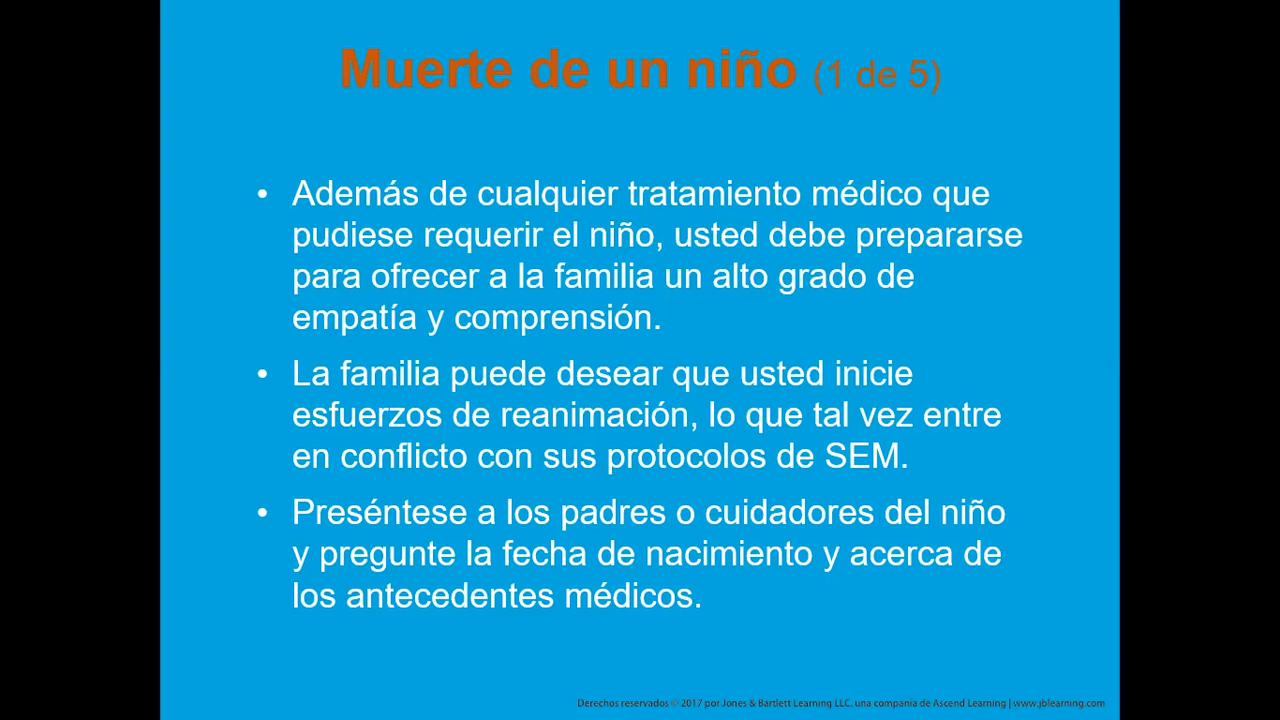 Muerte de un niño (1 de 5)
• Además de cualquier tratamiento médico que
pudiese requerir el niño, usted debe prepararse
para ofrecer a la familia un alto grado de
empatía y comprensión.
• La familia puede desear que usted inicie
esfuerzos de reanimación, lo que tal vez entre
en conflicto con sus protocolos de SEM.
• Preséntese a los padres o cuidadores del niño
y pregunte la fecha de nacimiento y acerca de
los antecedentes médicos.
Derechos reservados © 2017 por Jones & Bartlett Learning LLC, una compania de Ascend Learning | www.jblearning.com